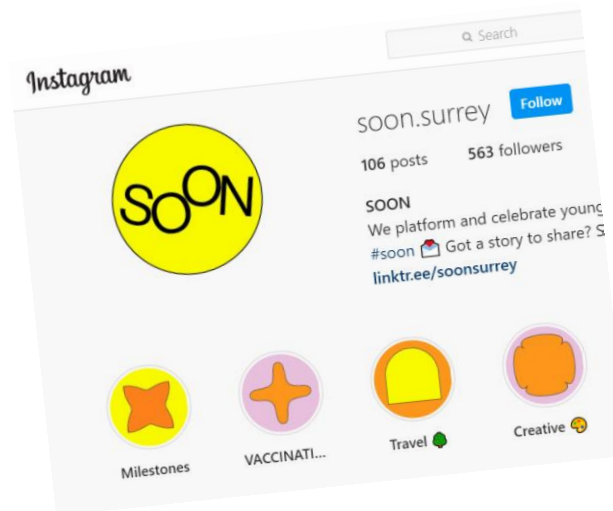 Instagram
Search
soon.surrey Follow
106 posts 563 followers
SOON
SOON
We platform and celebrate young
#soon Got a story to share? S
linktr.ee/soonsurrey
Milestones VACCINATI... Travel Creative